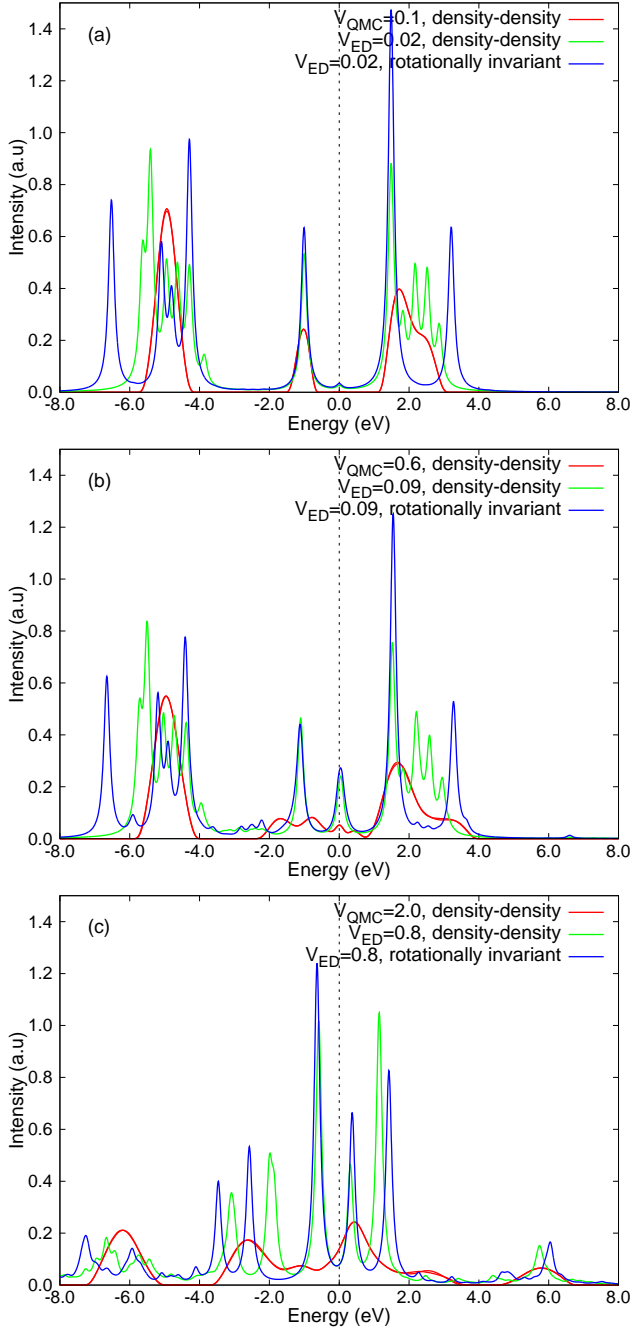 (a)
V_QMC=0.1, density-density
V_ED=0.02, density-density
V_ED=0.02, rotationally invariant
Intensity (a.u)
1.4
1.2
1.0
0.8
0.6
0.4
0.2
0.0
-8.0 -6.0 -4.0 -2.0 0.0 2.0 4.0 6.0 8.0
Energy (eV)
(b)
V_QMC=0.6, density-density
V_ED=0.09, density-density
V_ED=0.09, rotationally invariant
Intensity (a.u)
1.4
1.2
1.0
0.8
0.6
0.4
0.2
0.0
-8.0 -6.0 -4.0 -2.0 0.0 2.0 4.0 6.0 8.0
Energy (eV)
(c)
V_QMC=2.0, density-density
V_ED=0.8, density-density
V_ED=0.8, rotationally invariant
Intensity (a.u)
1.4
1.2
1.0
0.8
0.6
0.4
0.2
0.0
-8.0 -6.0 -4.0 -2.0 0.0 2.0 4.0 6.0 8.0
Energy (eV)